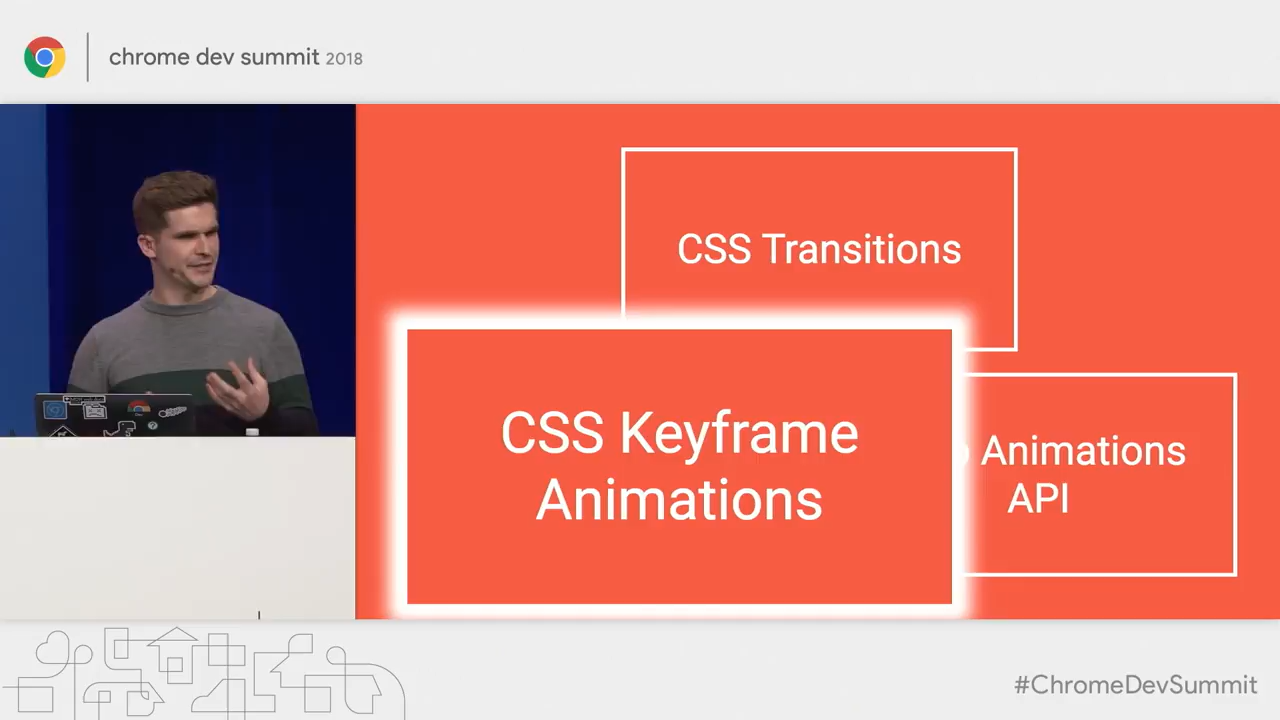 chrome dev summit 2018
CSS Transitions
CSS Keyframe
Animations
Animations
API
#ChromeDevSummit